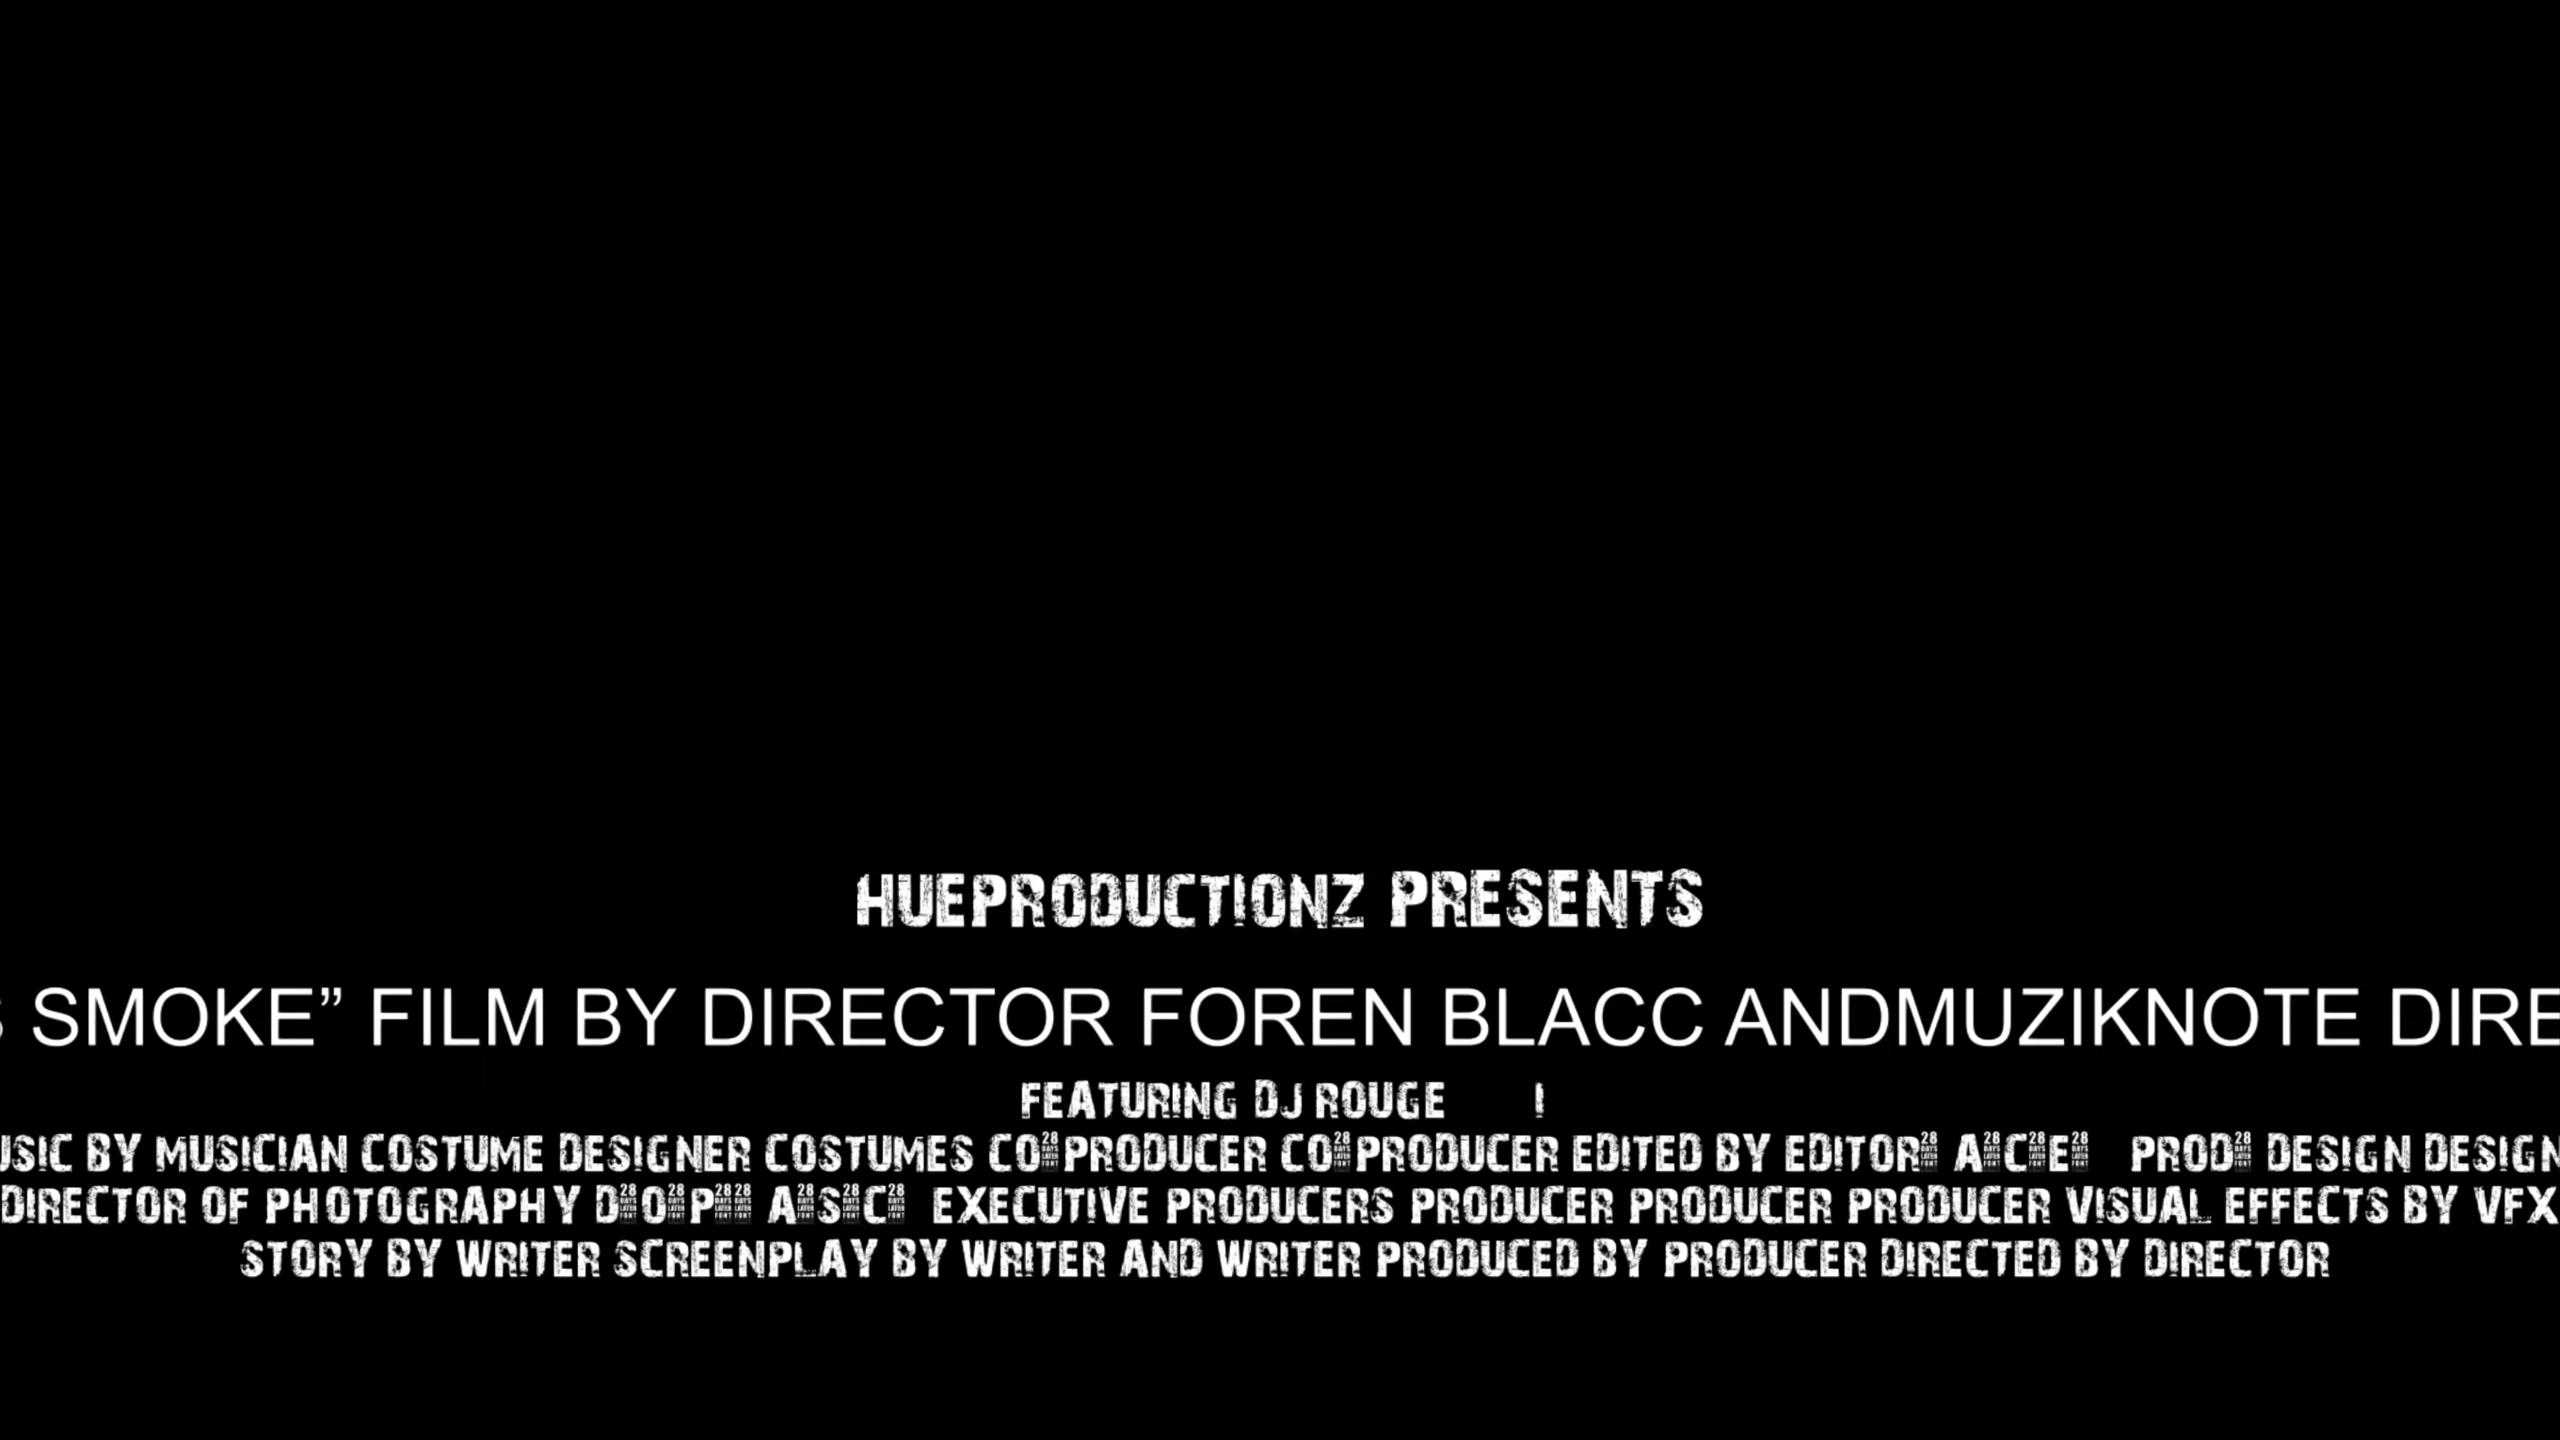 HUEPRODUCTIONZ PRESENTS
SMOKE” FILM BY DIRECTOR FOREN BLACC ANDMUZIKNOTE DIRE
FEATURING DJ ROUGE I
USIC BY MUSICIAN COSTUME DESIGNER COSTUMES CO PRODUCER CO PRODUCER EDITED BY EDITOR A C E PROD DESIGN DESIGN
DIRECTOR OF PHOTOGRAPHY D O P A S C EXECUTIVE PRODUCERS PRODUCER PRODUCER PRODUCER VISUAL EFFECTS BY VFX
STORY BY WRITER SCREENPLAY BY WRITER AND WRITER PRODUCED BY PRODUCER DIRECTED BY DIRECTOR